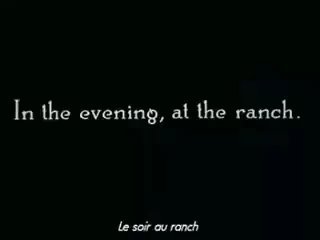 In the evening, at the ranch.
Le soir au ranch